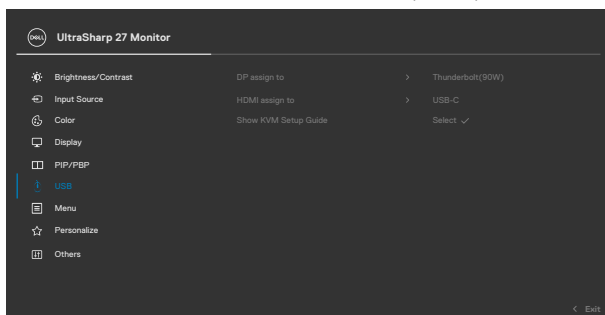 DELL UltraSharp 27 Monitor
Brightness/Contrast DP assign to > Thunderbolt(90W)
Input Source HDMI assign to > USB-C
Color Show KVM Setup Guide Select ✓
Display
PIP/PBP
USB
Menu
Personalize
Others
< Exit